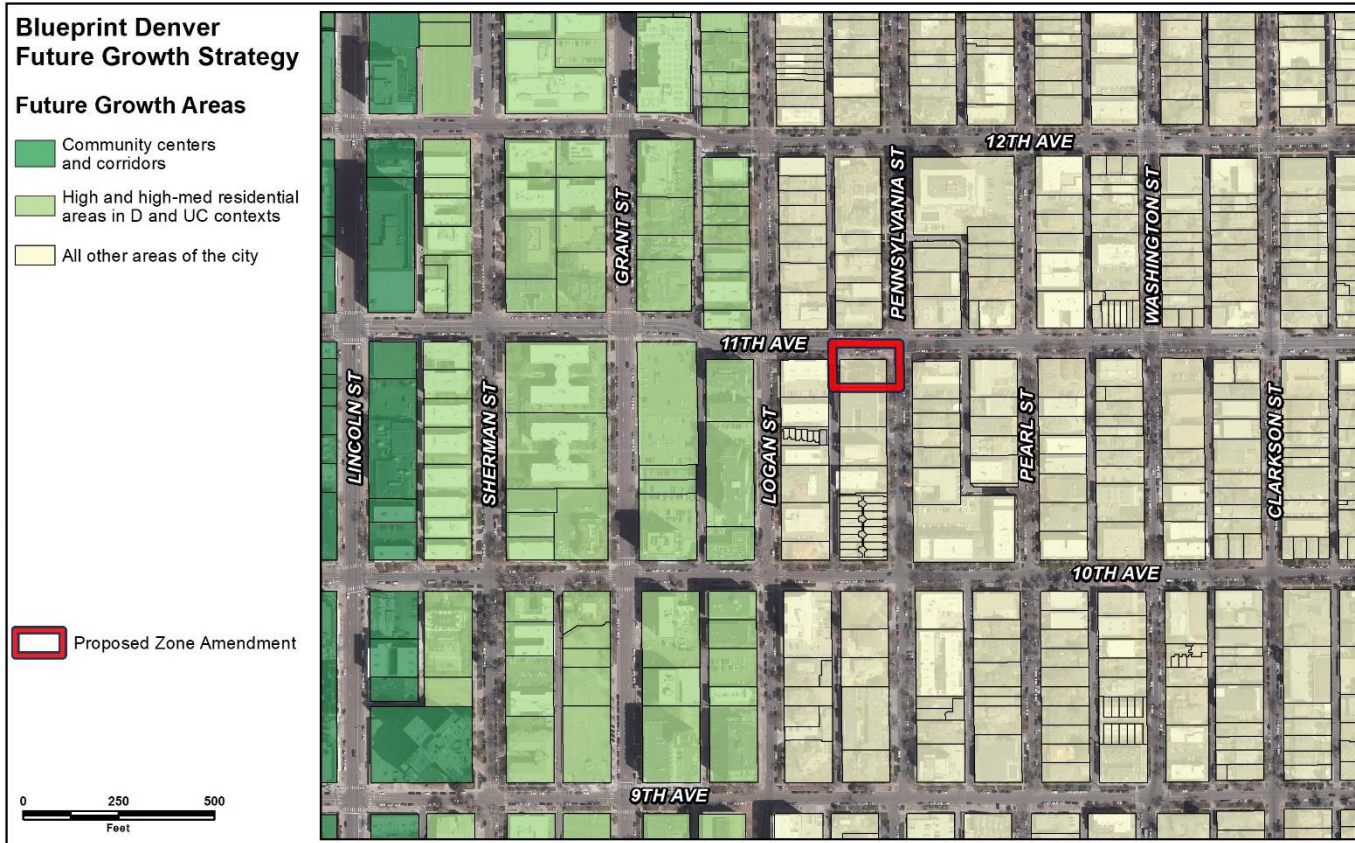 Blueprint Denver
Future Growth Strategy
Future Growth Areas
Community centers
and corridors
High and high-med residential
areas in D and UC contexts
All other areas of the city
Proposed Zone Amendment
0 250 500
Feet
12TH AVE
PENNSYLVANIA ST
WASHINGTON ST
GRANT ST
11TH AVE
LINCOLN ST
SHERMAN ST
LOGAN ST
PEARL ST
CLARKSON ST
10TH AVE
9TH AVE